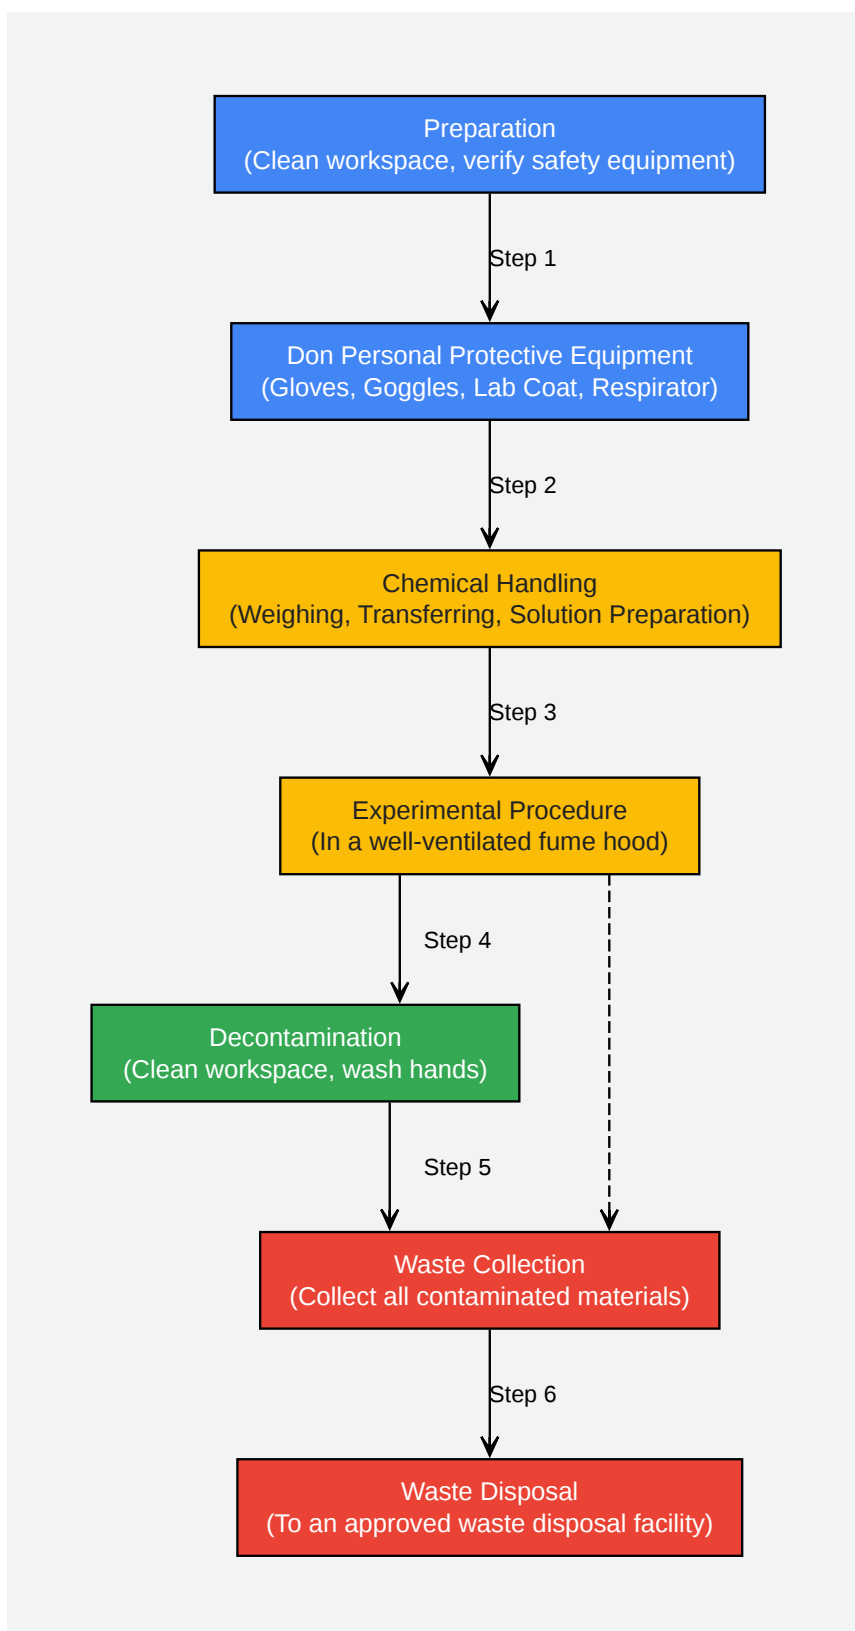 Preparation
(Clean workspace, verify safety equipment)
Step 1
Don Personal Protective Equipment
(Gloves, Goggles, Lab Coat, Respirator)
Step 2
Chemical Handling
(Weighing, Transferring, Solution Preparation)
Step 3
Experimental Procedure
(In a well-ventilated fume hood)
Step 4
Decontamination
(Clean workspace, wash hands)
Step 5
Waste Collection
(Collect all contaminated materials)
Step 6
Waste Disposal
(To an approved waste disposal facility)